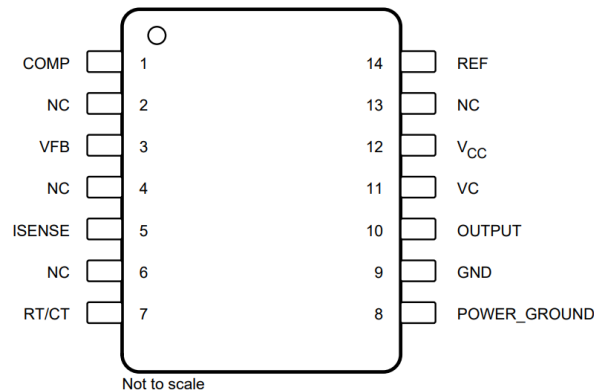 COMP 1 14 REF
NC 2 13 NC
VFB 3 12 VCC
NC 4 11 VC
ISENSE 5 10 OUTPUT
NC 6 9 GND
RT/CT 7 8 POWER_GROUND
Not to scale